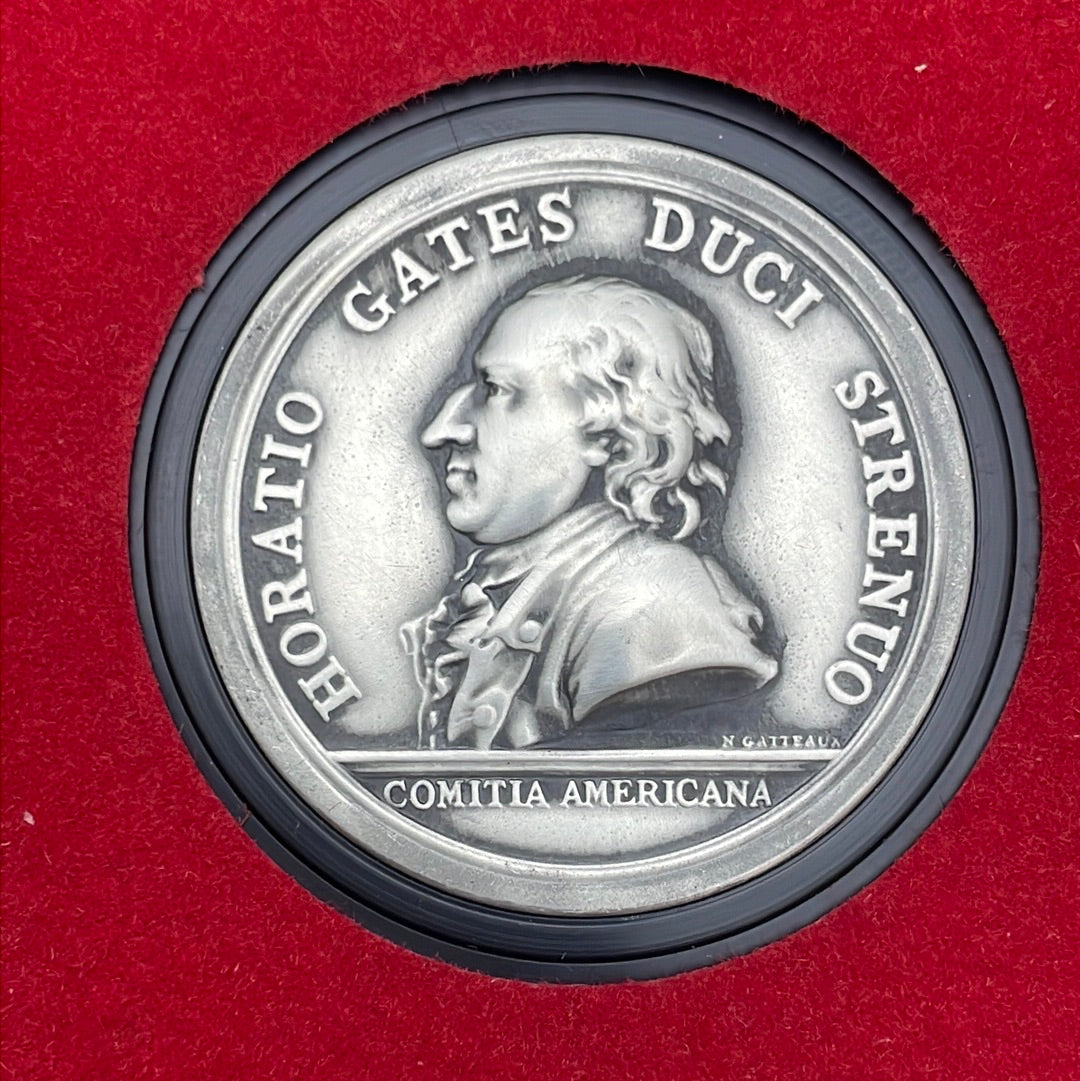 HORATIO GATES DUCI STRENUO
N GATTEAUX
COMITIA AMERICANA